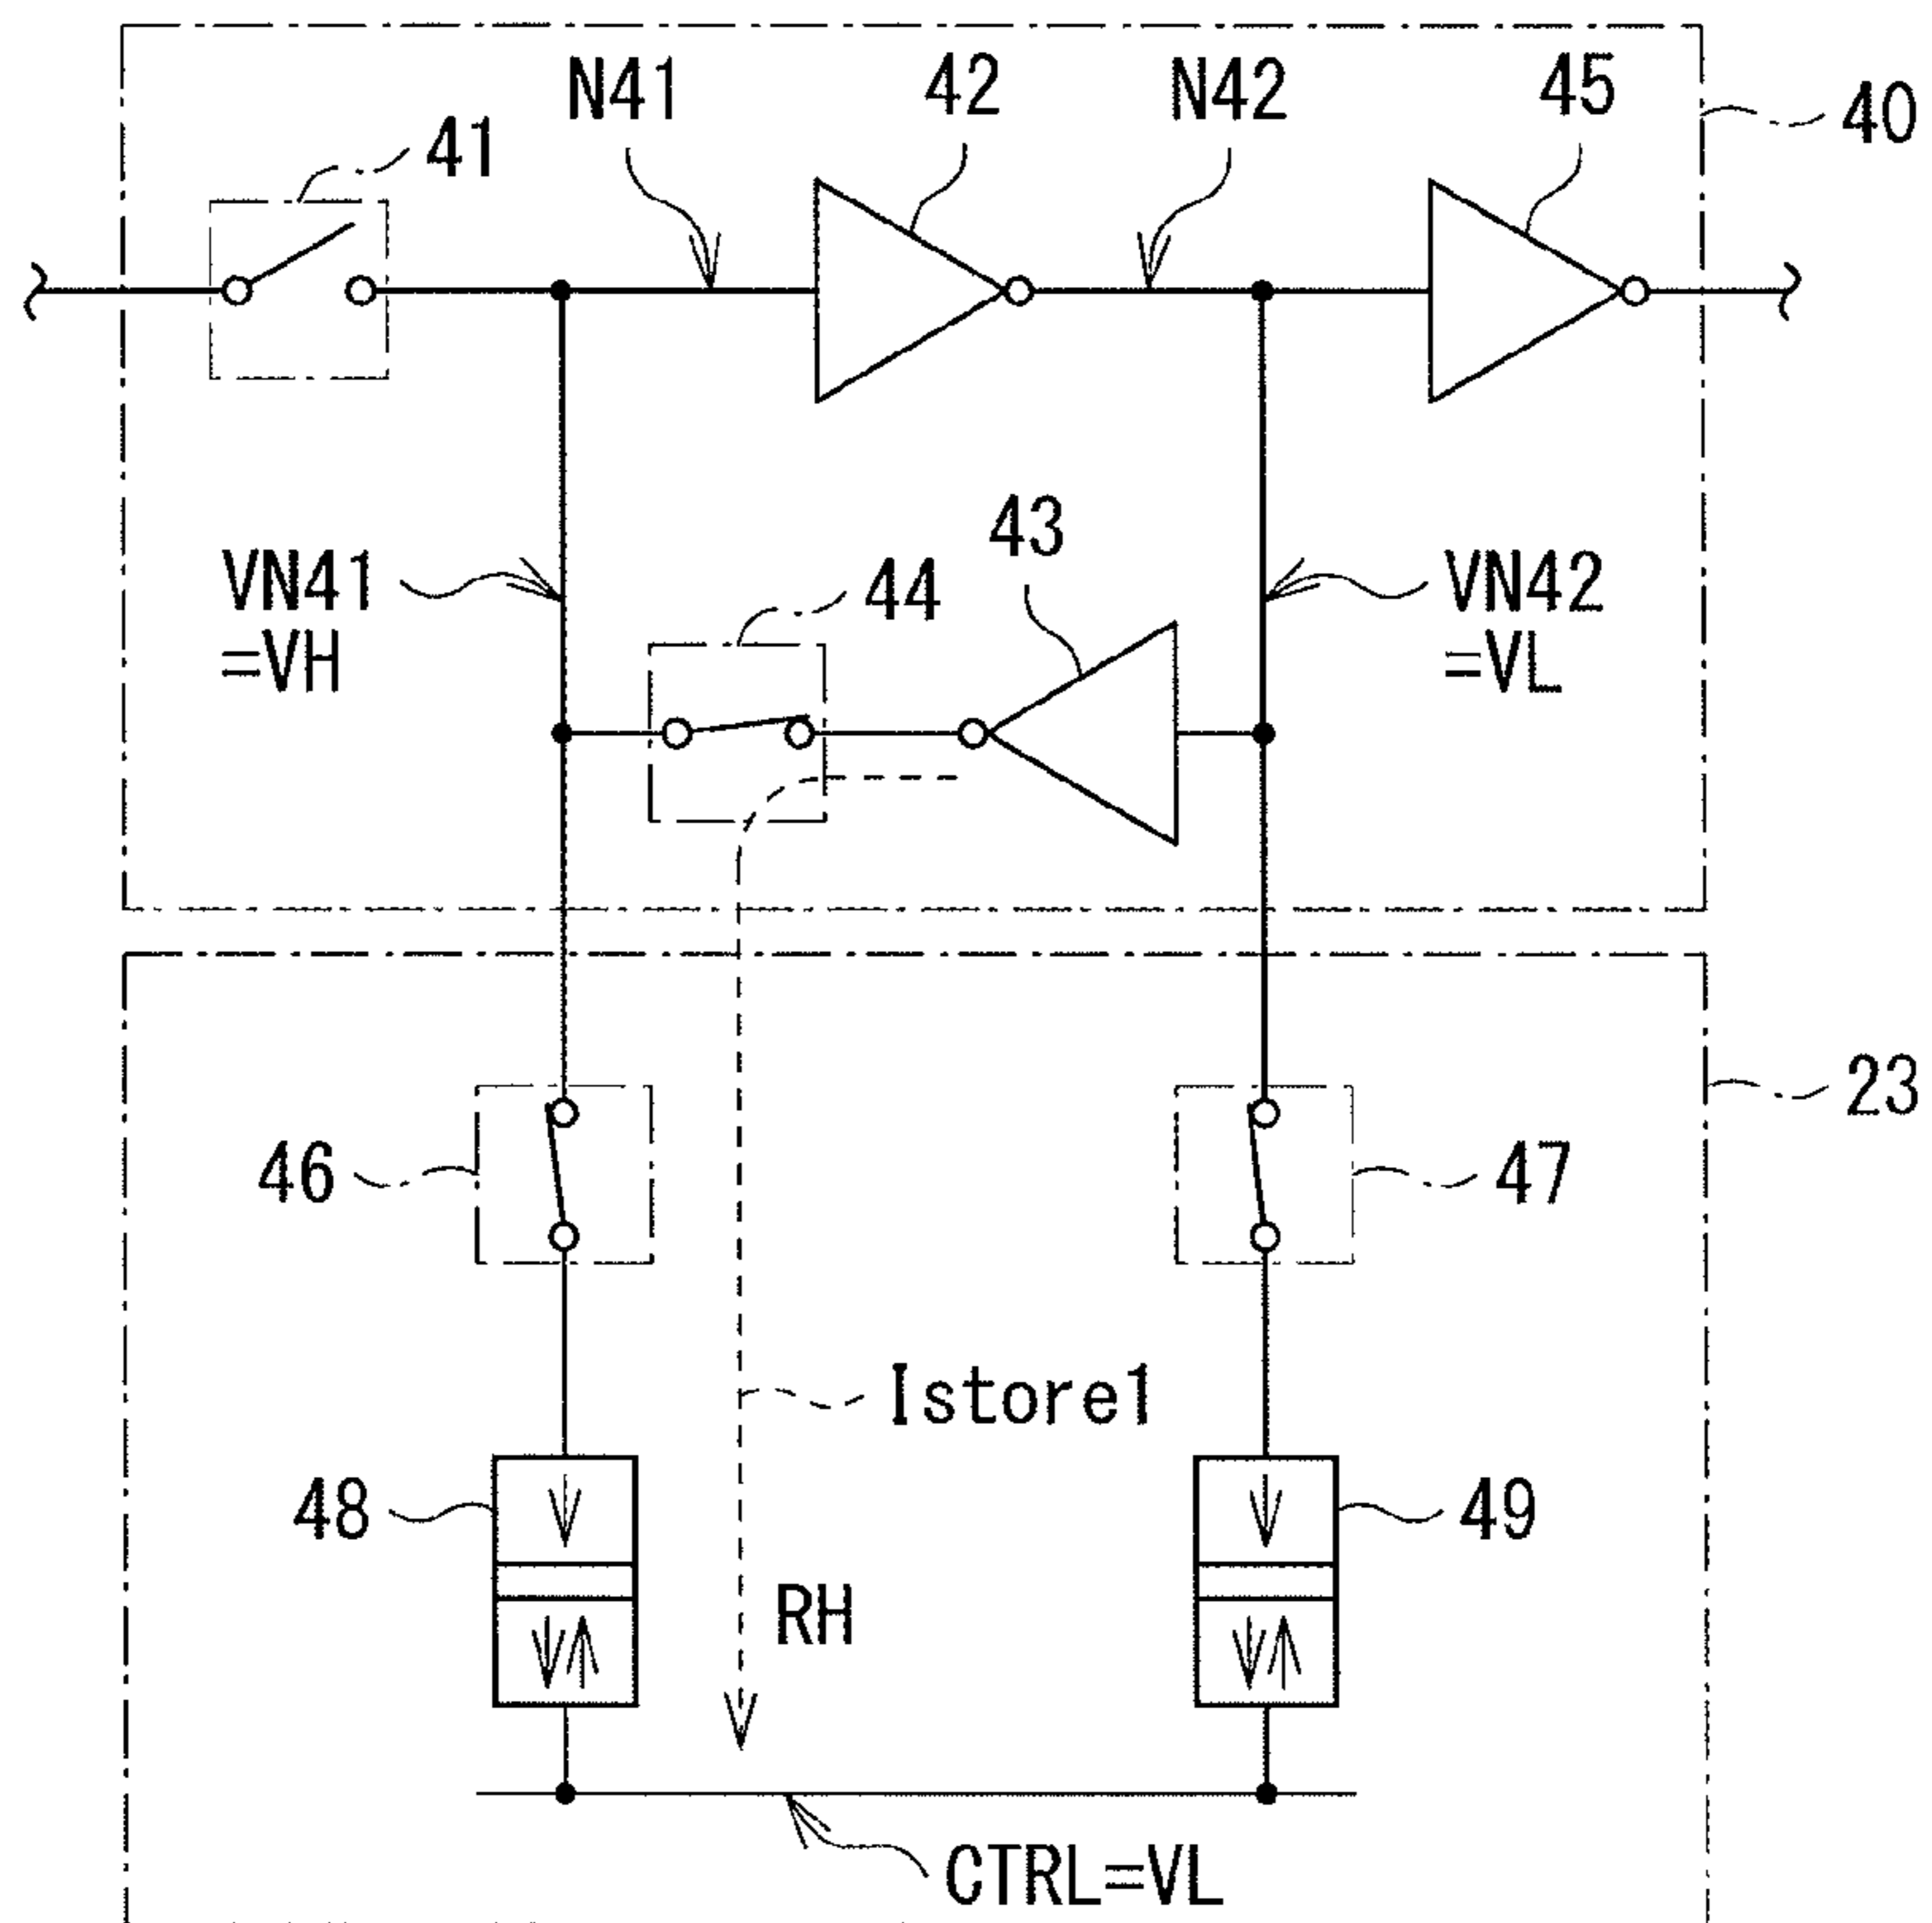 N41
42
N42
45
40
41
43
44
VN41
=VH
VN42
=VL
23
46
47
Istore1
48
49
RH
CTRL=VL